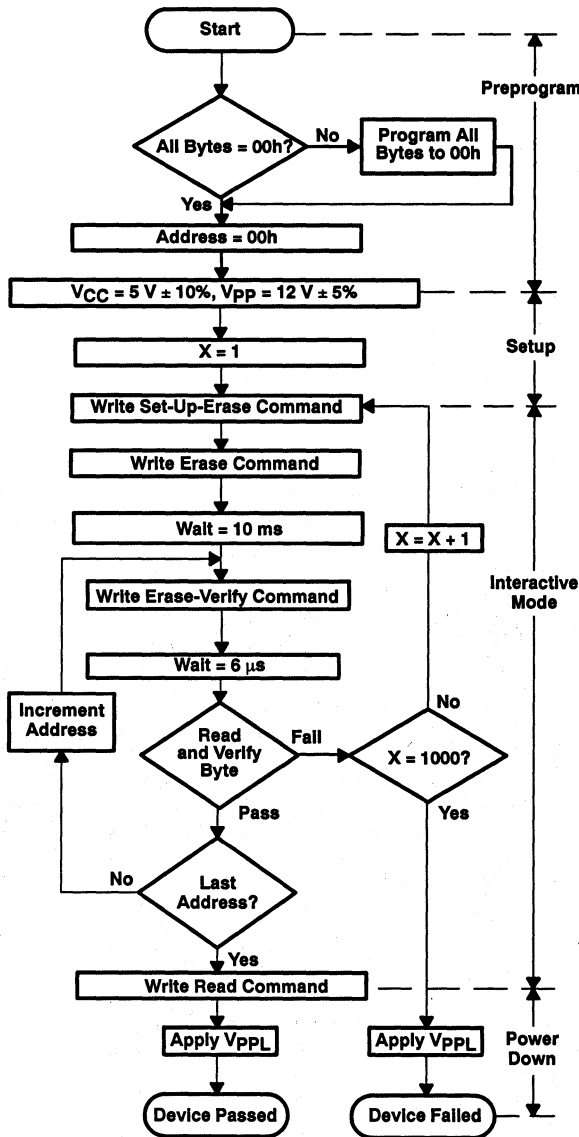 Start
Preprogram
All Bytes = 00h?
No
Program All
Bytes to 00h
Yes
Address = 00h
VCC = 5 V ± 10%, VPP = 12 V ± 5%
X = 1
Setup
Write Set-Up-Erase Command
Write Erase Command
Wait = 10 ms
X = X + 1
Interactive
Mode
Write Erase-Verify Command
Wait = 6 μs
Increment
Address
Read
and Verify
Byte
Fail
No
X = 1000?
Pass
Yes
No
Last
Address?
Yes
Write Read Command
Apply VPPL
Apply VPPL
Power
Down
Device Passed
Device Failed